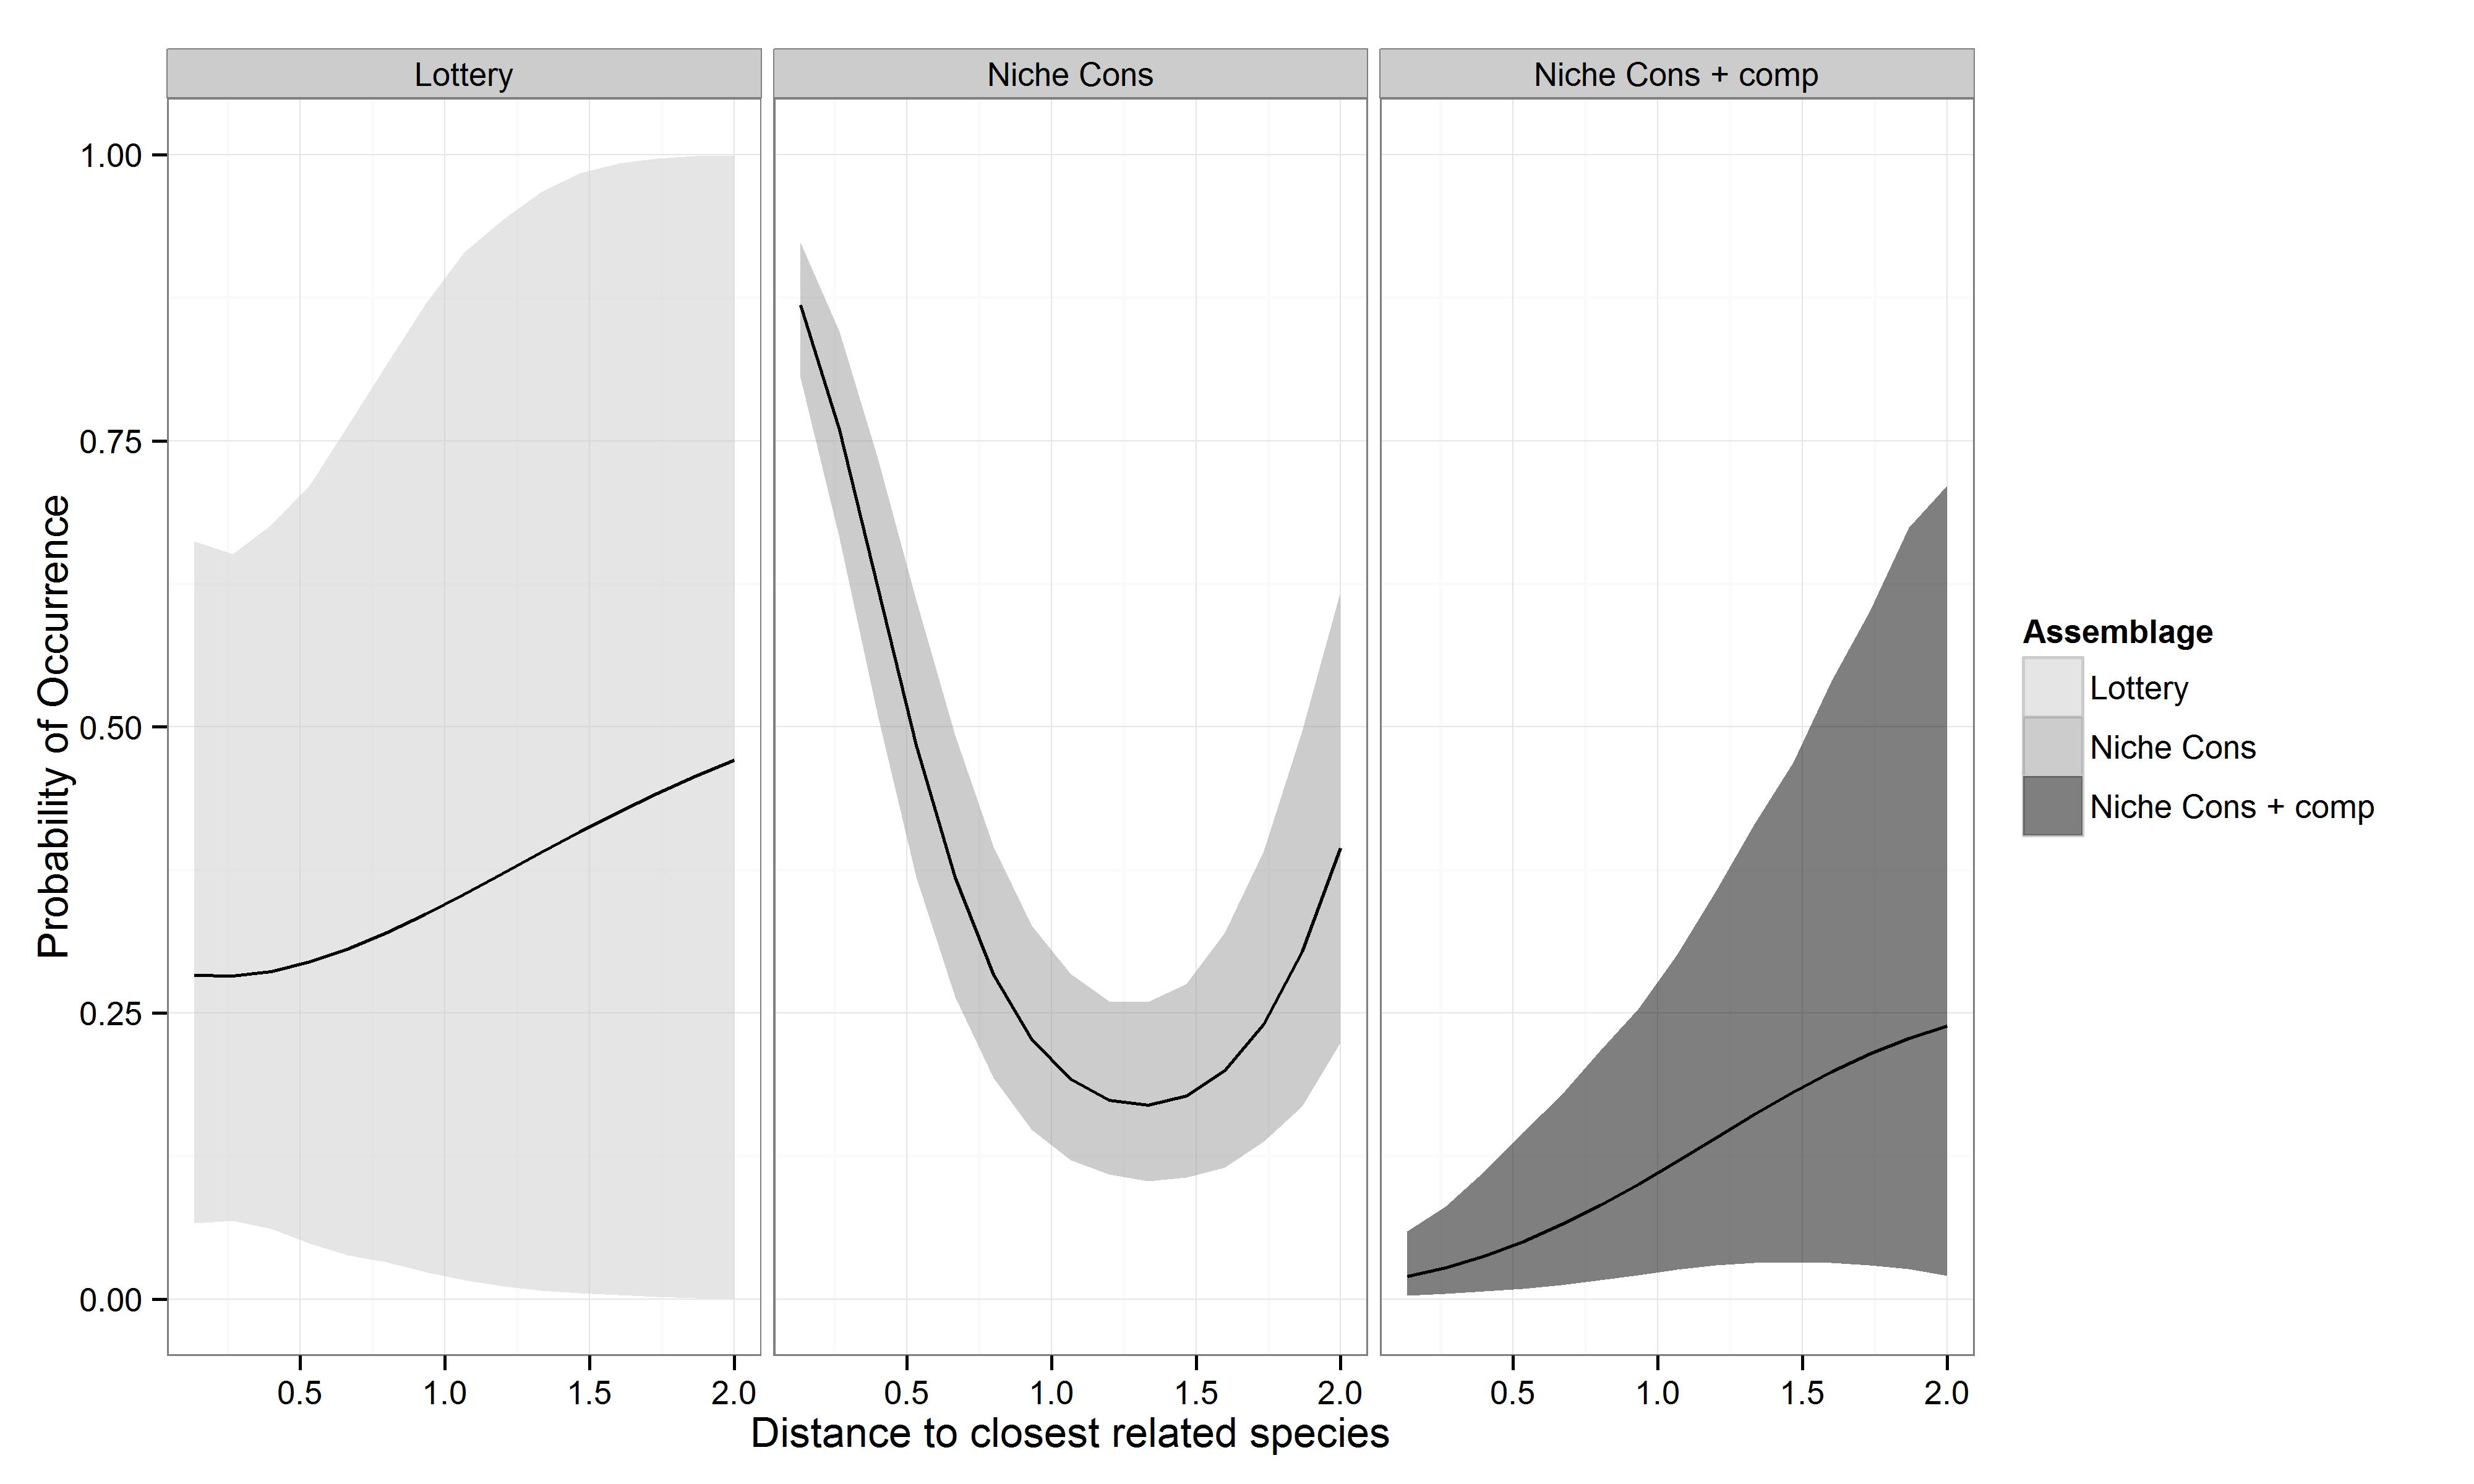 Lottery
Niche Cons
Niche Cons + comp
Probability of Occurrence
1.00
0.75
0.50
0.25
0.00
0.5 1.0 1.5 2.0
0.5 1.0 1.5 2.0
0.5 1.0 1.5 2.0
Distance to closest related species
Assemblage
Lottery
Niche Cons
Niche Cons + comp